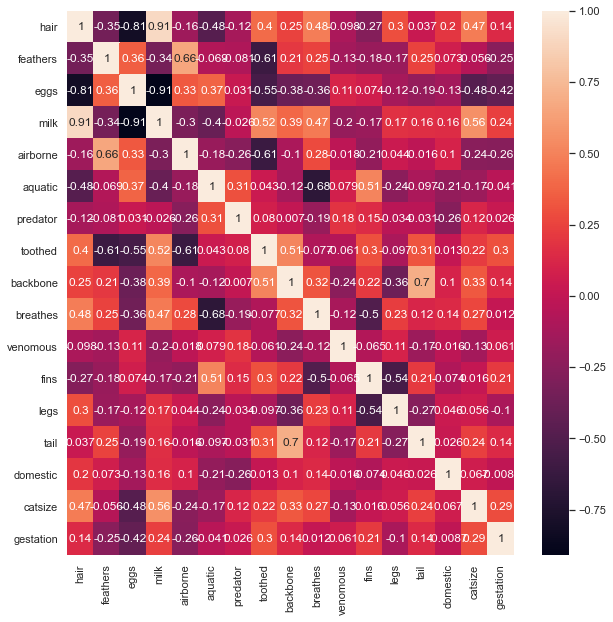 hair 1 -0.35 -0.81 0.91 -0.16 -0.48 -0.12 0.4 0.25 0.48 -0.098 -0.27 0.3 0.037 0.2 0.47 0.14
feathers -0.35 1 0.36 -0.34 0.66 -0.069 -0.081 -0.61 0.21 0.25 -0.13 -0.18 -0.17 0.25 0.073 -0.056 -0.25
eggs -0.81 0.36 1 -0.91 0.33 0.37 0.031 -0.55 -0.38 -0.36 0.11 0.074 -0.12 -0.19 -0.13 -0.48 -0.42
milk 0.91 -0.34 -0.91 1 -0.3 -0.4 -0.026 0.52 0.39 0.47 -0.2 -0.17 0.17 0.16 0.16 0.56 0.24
airborne -0.16 0.66 0.33 -0.3 1 -0.18 -0.26 -0.61 -0.1 0.28 -0.018 -0.21 0.044 -0.016 0.1 -0.24 -0.26
aquatic -0.48 -0.069 0.37 -0.4 -0.18 1 0.31 0.043 -0.12 -0.68 0.079 0.51 -0.24 -0.097 -0.21 -0.17 -0.041
predator -0.12 -0.081 0.031 -0.026 -0.26 0.31 1 0.08 0.007 -0.19 0.18 0.15 -0.034 -0.031 -0.26 0.12 0.026
toothed 0.4 -0.61 -0.55 0.52 -0.61 0.043 0.08 1 0.51 -0.077 -0.061 0.3 -0.097 0.31 0.013 0.22 0.3
backbone 0.25 0.21 -0.38 0.39 -0.1 -0.12 0.007 0.51 1 0.32 -0.24 0.22 -0.36 0.7 0.1 0.33 0.14
breathes 0.48 0.25 -0.36 0.47 0.28 -0.68 -0.19 -0.077 0.32 1 -0.12 -0.5 0.23 0.12 0.14 0.27 0.012
venomous -0.098 -0.13 0.11 -0.2 -0.018 0.079 0.18 -0.061 -0.24 -0.12 1 -0.065 0.11 -0.17 -0.016 -0.13 0.061
fins -0.27 -0.18 0.074 -0.17 -0.21 0.51 0.15 0.3 0.22 -0.5 -0.065 1 -0.54 0.21 -0.074 0.016 0.21
legs 0.3 -0.17 -0.12 0.17 0.044 -0.24 -0.034 -0.097 -0.36 0.23 0.11 -0.54 1 -0.27 0.046 0.056 -0.1
tail 0.037 0.25 -0.19 0.16 -0.016 -0.097 -0.031 0.31 0.7 0.12 -0.17 0.21 -0.27 1 0.026 0.24 0.14
domestic 0.2 0.073 -0.13 0.16 0.1 -0.21 -0.26 0.013 0.1 0.14 -0.016 -0.074 0.046 0.026 1 0.067
catsize 0.47 -0.056 -0.48 0.56 -0.24 -0.17 0.12 0.22 0.33 0.27 -0.13 0.016 0.056 0.24 0.067 1 0.29
gestation 0.14 -0.25 -0.42 0.24 -0.26 -0.041 0.026 0.3 0.14 0.012 0.061 0.21 -0.1 0.14 0.29 1
hair feathers eggs milk airborne aquatic predator toothed backbone breathes venomous fins legs tail domestic catsize gestation
1.00
0.75
0.50
0.25
0.00
−0.25
−0.50
−0.75